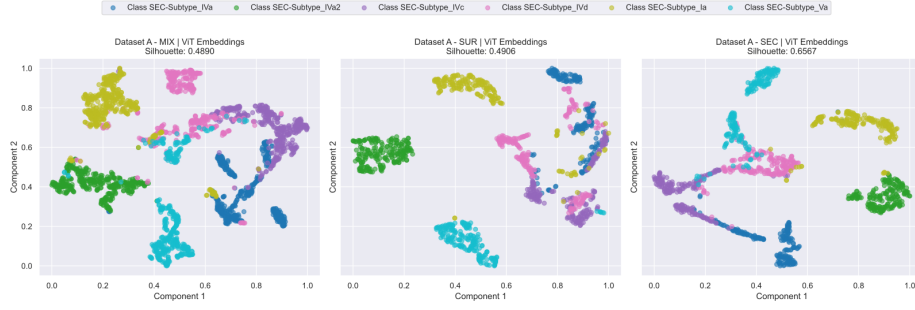 Class SEC-Subtype_IVa Class SEC-Subtype_IVa2 Class SEC-Subtype_IVc Class SEC-Subtype_IVd Class SEC-Subtype_Ia Class SEC-Subtype_Va
Dataset A - MIX | ViT Embeddings
Silhouette: 0.4890
Component 2
1.0
0.8
0.6
0.4
0.2
0.0
0.0 0.2 0.4 0.6 0.8 1.0
Component 1
Dataset A - SUR | ViT Embeddings
Silhouette: 0.4906
Component 2
0.0 0.2 0.4 0.6 0.8 1.0
Component 1
Dataset A - SEC | ViT Embeddings
Silhouette: 0.6567
Component 2
0.0 0.2 0.4 0.6 0.8 1.0
Component 1